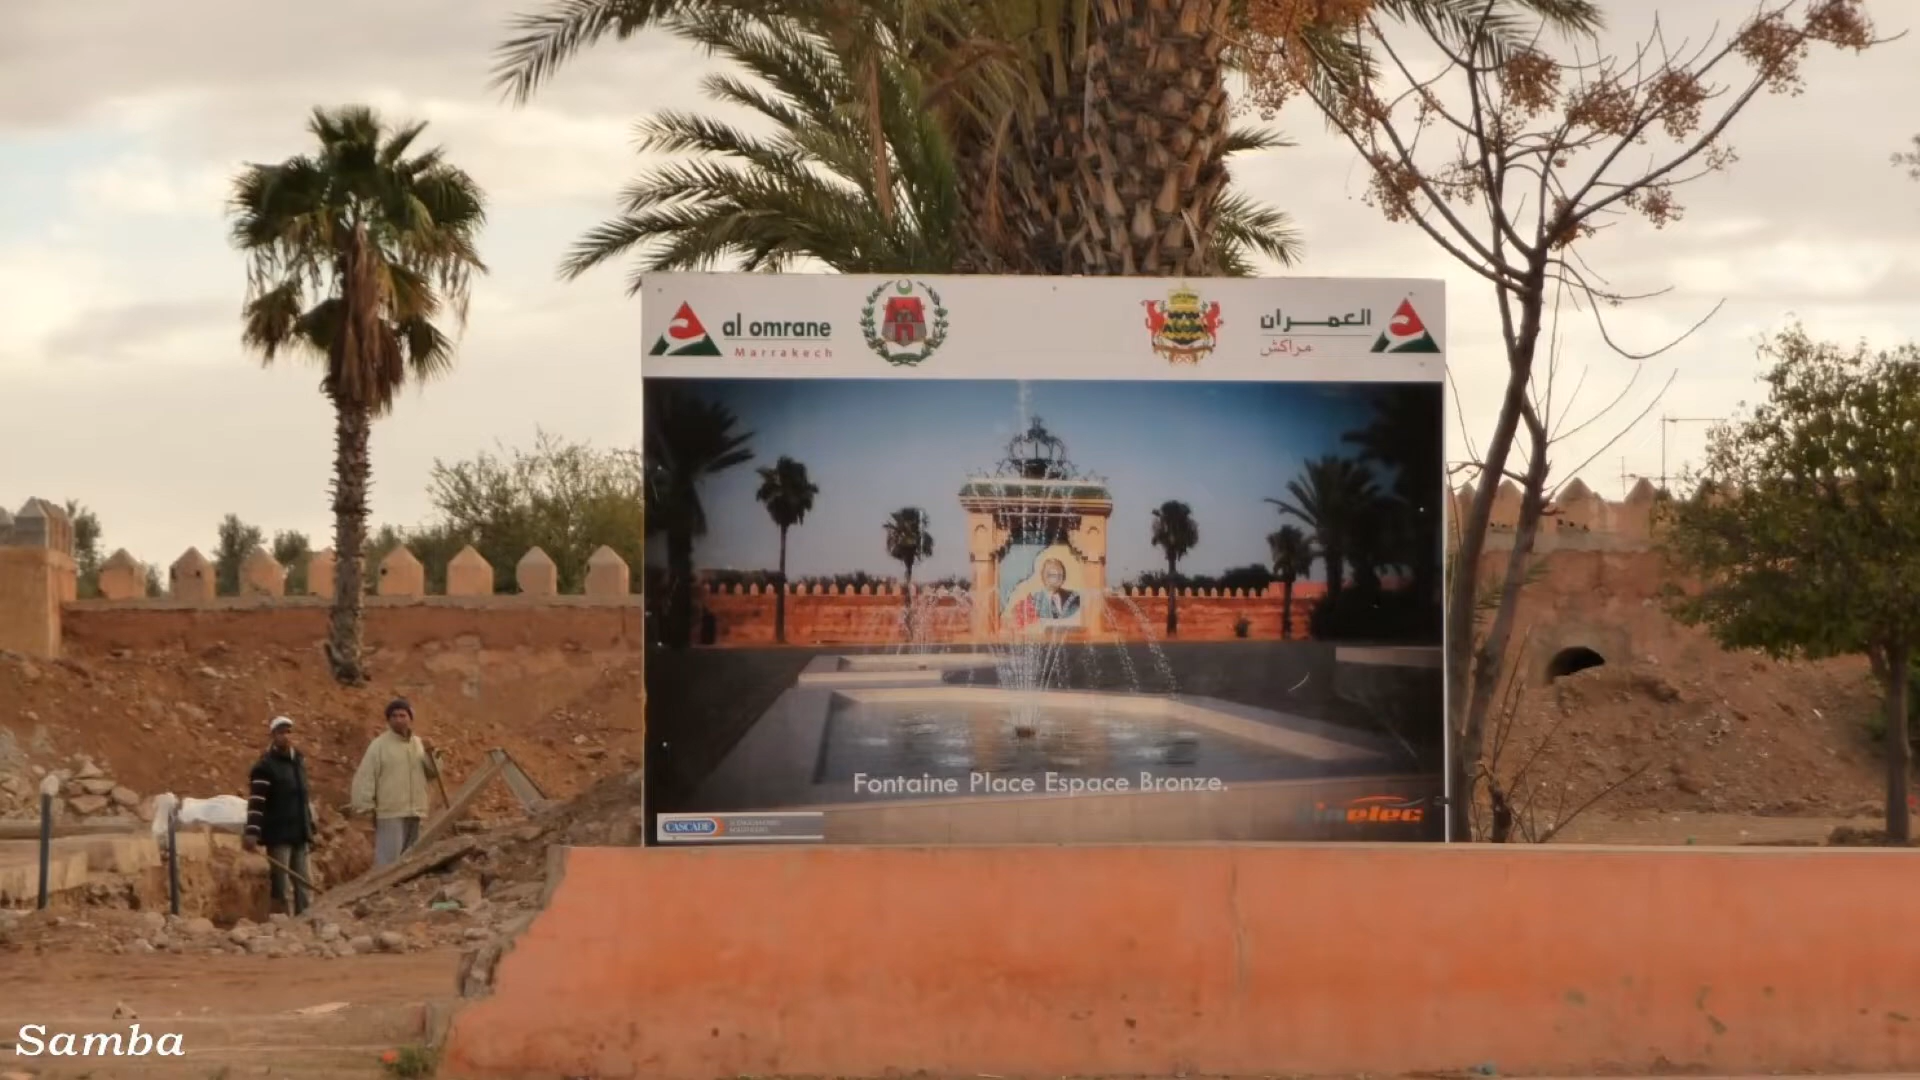 al omrane
Marrakech
العمران
مراكش
Fontaine Place Espace Bronze.
CASCADE
Samba